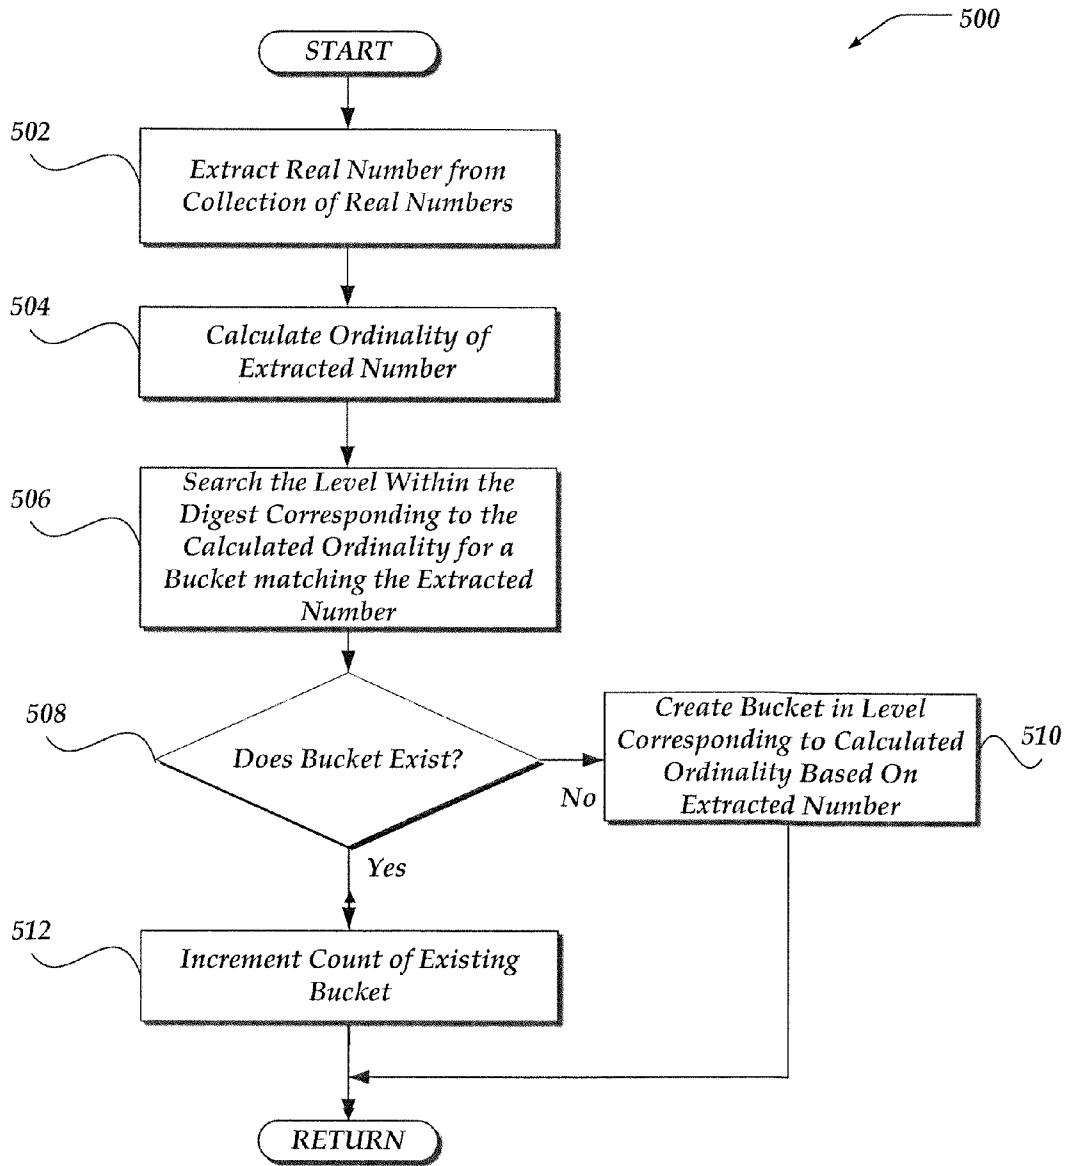 500
START
502
Extract Real Number from
Collection of Real Numbers
504
Calculate Ordinality of
Extracted Number
506
Search the Level Within the
Digest Corresponding to the
Calculated Ordinality for a
Bucket matching the Extracted
Number
508
Does Bucket Exist?
No
Create Bucket in Level
Corresponding to Calculated
Ordinality Based On
Extracted Number
510
Yes
512
Increment Count of Existing
Bucket
RETURN